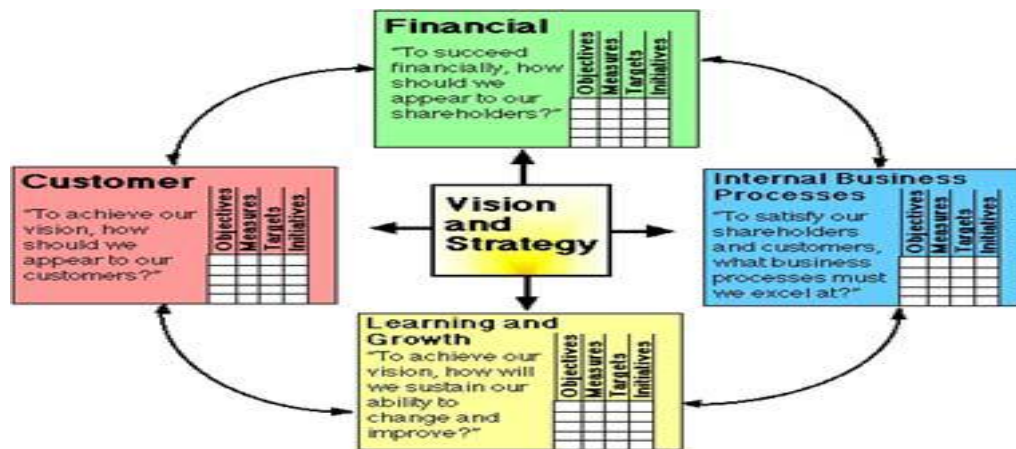 Financial
"To succeed
financially, how
should we
appear to our
shareholders?"
Objectives
Measures
Targets
Initiatives
Customer
"To achieve our
vision, how
should we
appear to our
customers?"
Objectives
Measures
Targets
Initiatives
Vision
and
Strategy
Internal Business
Processes
"To satisfy our
shareholders
and customers,
what business
processes must
we excel at?"
Objectives
Measures
Targets
Initiatives
Learning and
Growth
"To achieve our
vision, how will
we sustain our
ability to
change and
improve?"
Objectives
Measures
Targets
Initiatives